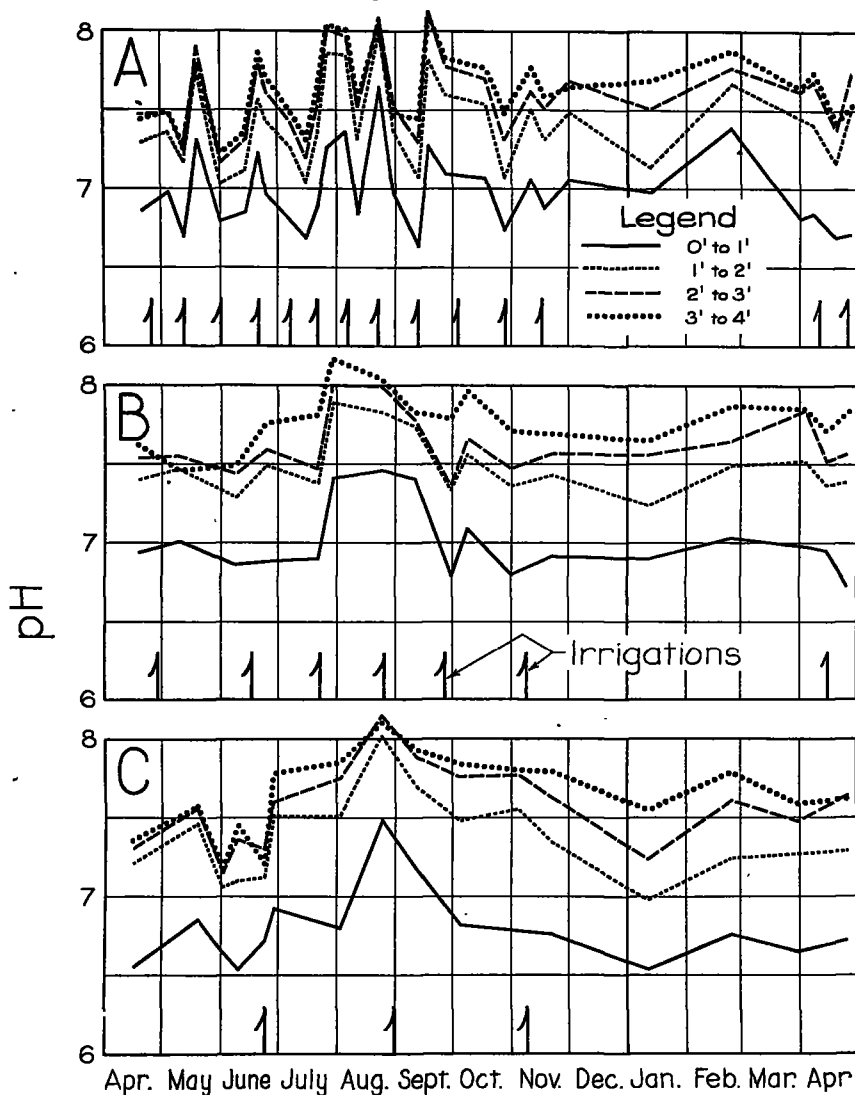 8
A
7
Legend
0' to 1'
1' to 2'
2' to 3'
3' to 4'
6
8
B
7
pH
Irrigations
6
8
C
7
6
Apr. May June July Aug. Sept. Oct. Nov. Dec. Jan. Feb. Mar. Apr